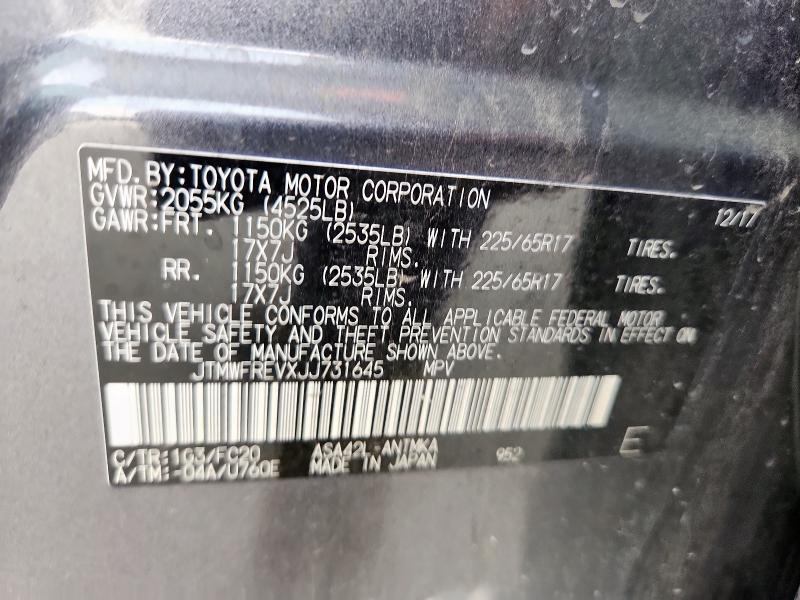 MFD.BY:TOYOTA MOTOR CORPORATION 12/17
GVWR:2055KG (4525LB)
GAWR:FRT. 1150KG (2535LB) WITH 225/65R17 TIRES.
17X7J RIMS.
RR. 1150KG (2535LB) WITH 225/65R17 TIRES.
17X7J RIMS.
THIS VEHICLE CONFORMS TO ALL APPLICABLE FEDERAL MOTOR
VEHICLE SAFETY AND THEFT PREVENTION STANDARDS IN EFFECT ON
THE DATE OF MANUFACTURE SHOWN ABOVE.
JTMWFREVXJJ731645 MPV
C/TR:1G3/FC20 ASA42L-ANTMKA 952 E
A/TM:-04A/U760E MADE IN JAPAN